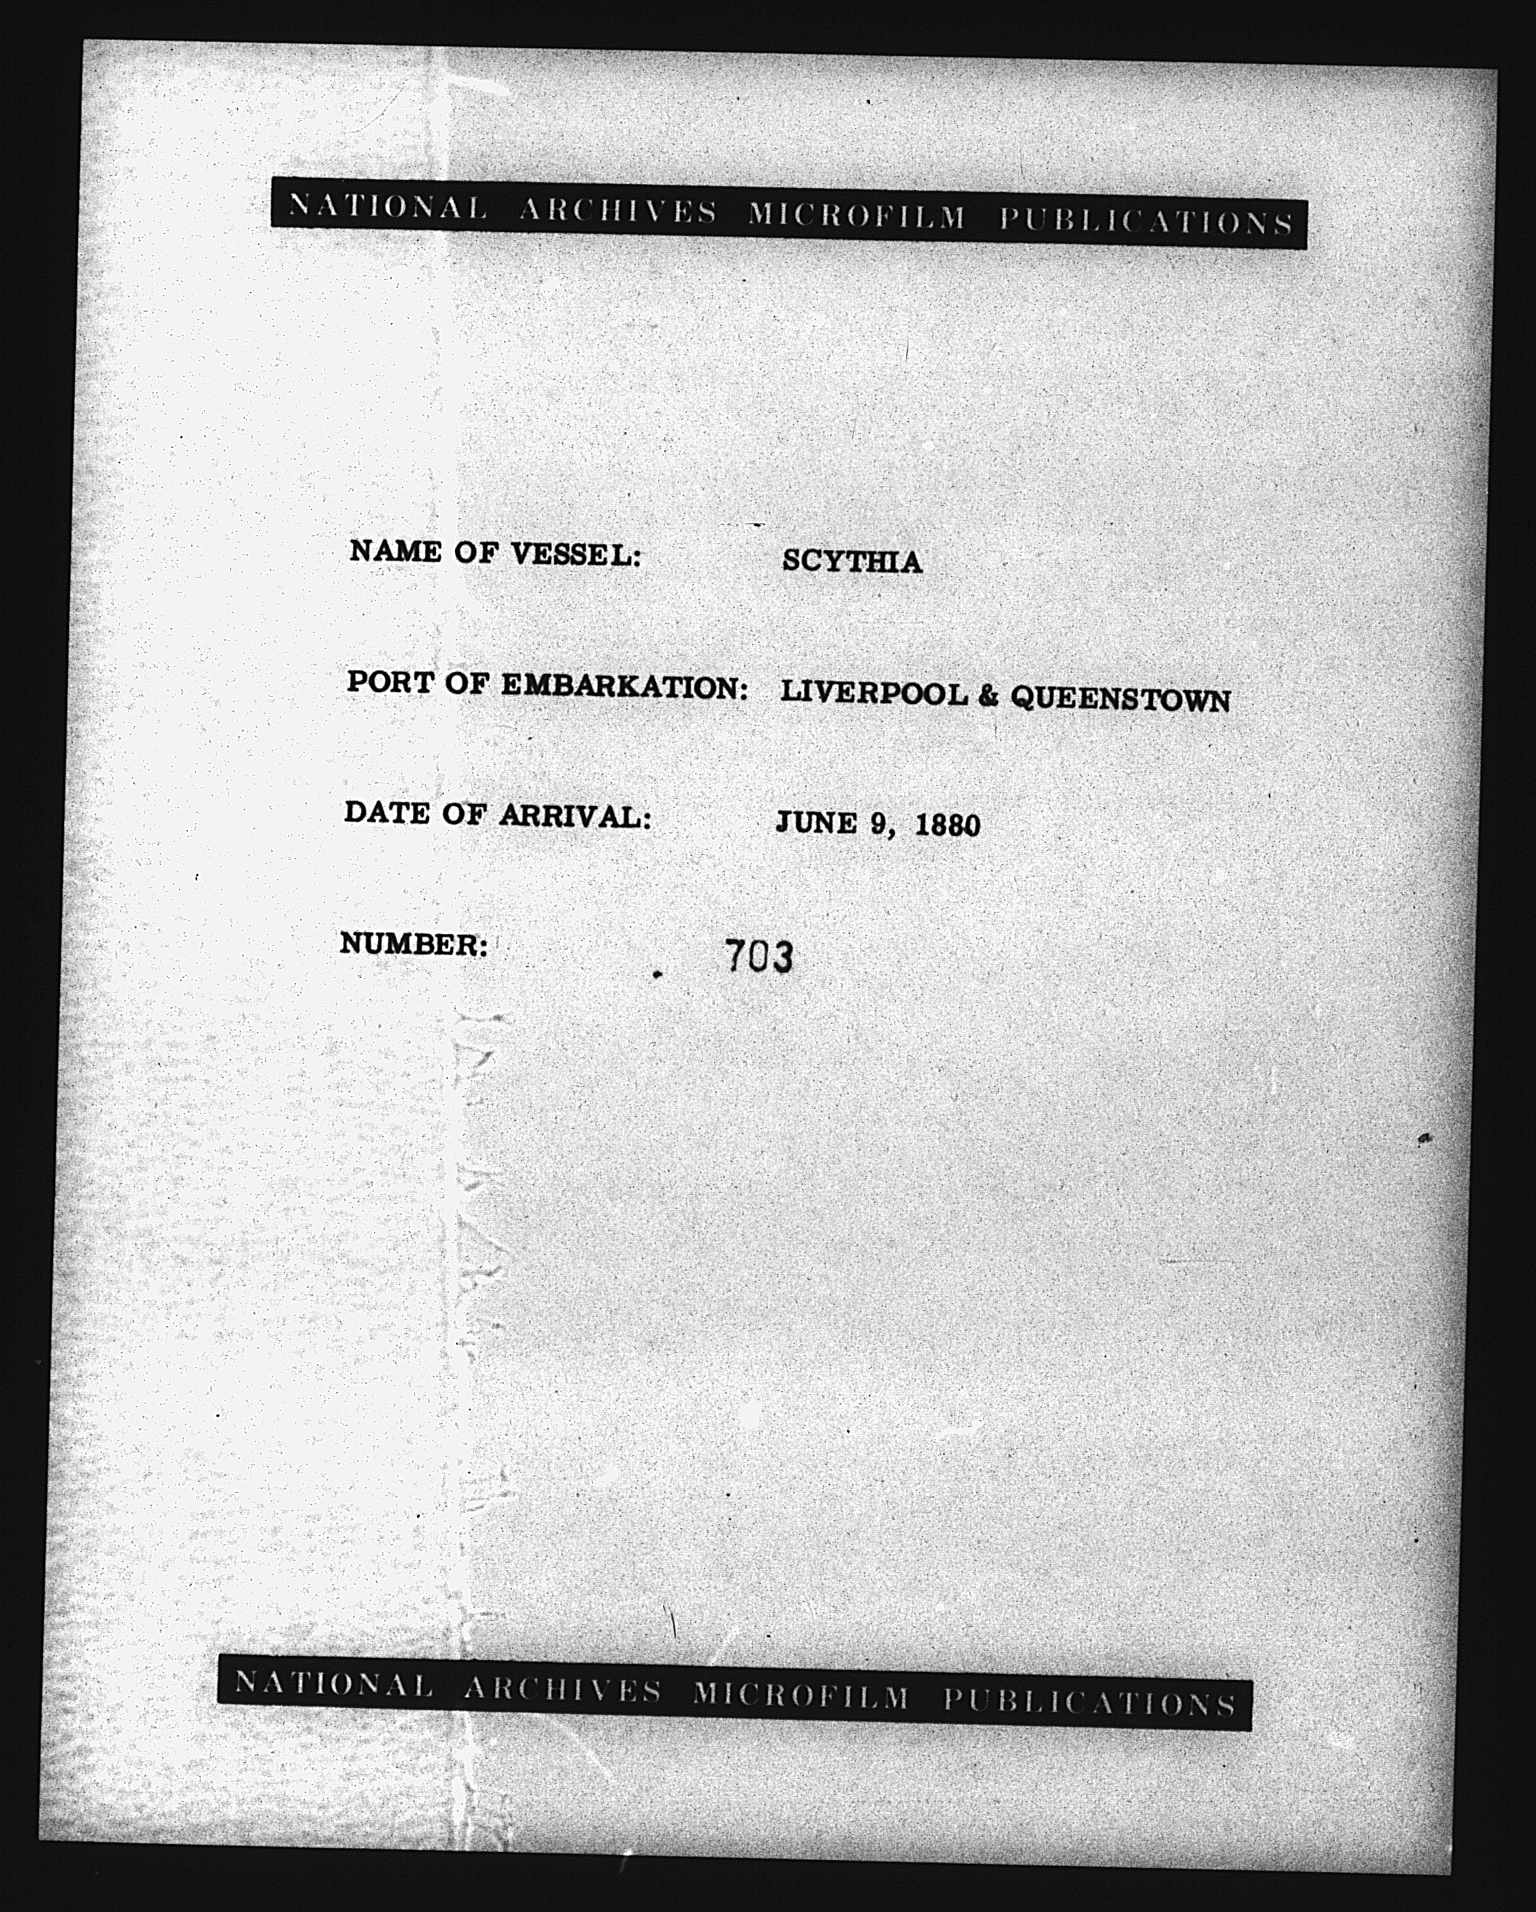 NATIONAL ARCHIVES MICROFILM PUBLICATIONS
NAME OF VESSEL: SCYTHIA
PORT OF EMBARKATION: LIVERPOOL & QUEENSTOWN
DATE OF ARRIVAL: JUNE 9, 1880
NUMBER: 703
NATIONAL ARCHIVES MICROFILM PUBLICATIONS